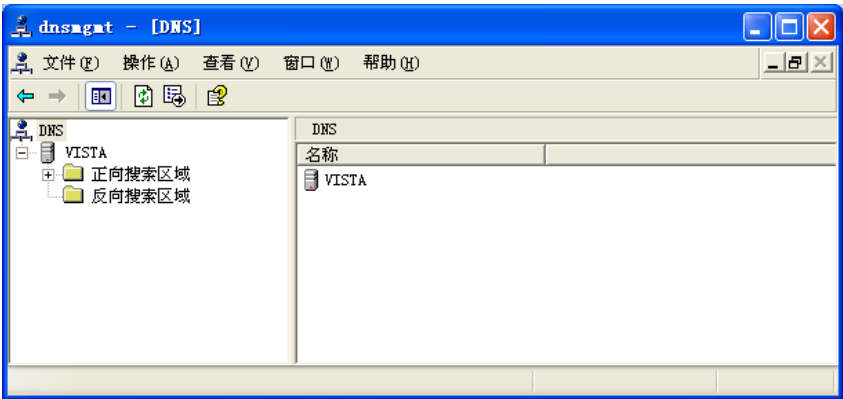 dnsmgmt - [DNS]
文件(F) 操作(A) 查看(V) 窗口(W) 帮助(H)
DNS
VISTA
正向搜索区域
反向搜索区域
DNS
名称
VISTA